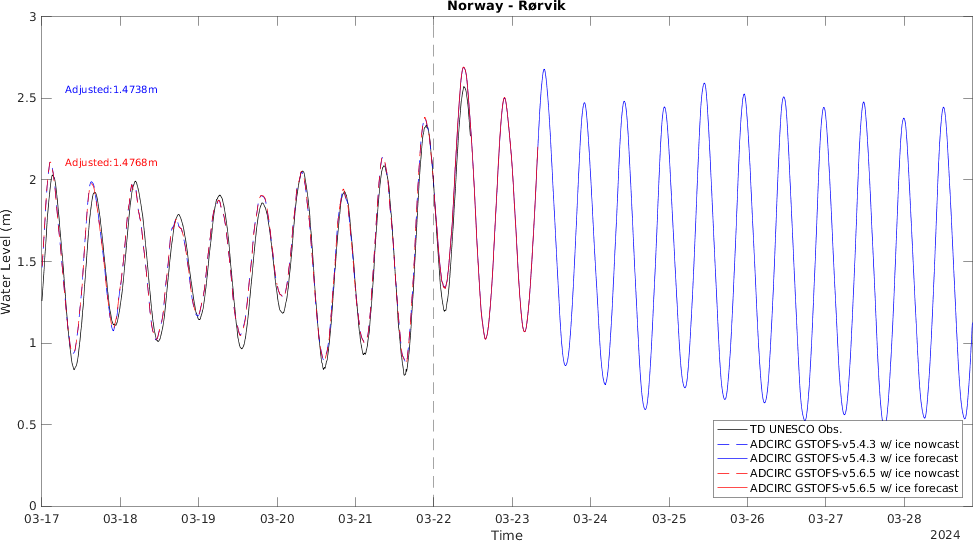 Norway - Rørvik
3
2.5
2
1.5
1
0.5
0
Water Level (m)
Adjusted:1.4738m
Adjusted:1.4768m
TD UNESCO Obs.
ADCIRC GSTOFS-v5.4.3 w/ ice nowcast
ADCIRC GSTOFS-v5.4.3 w/ ice forecast
ADCIRC GSTOFS-v5.6.5 w/ ice nowcast
ADCIRC GSTOFS-v5.6.5 w/ ice forecast
03-17 03-18 03-19 03-20 03-21 03-22 03-23 03-24 03-25 03-26 03-27 03-28
Time
2024